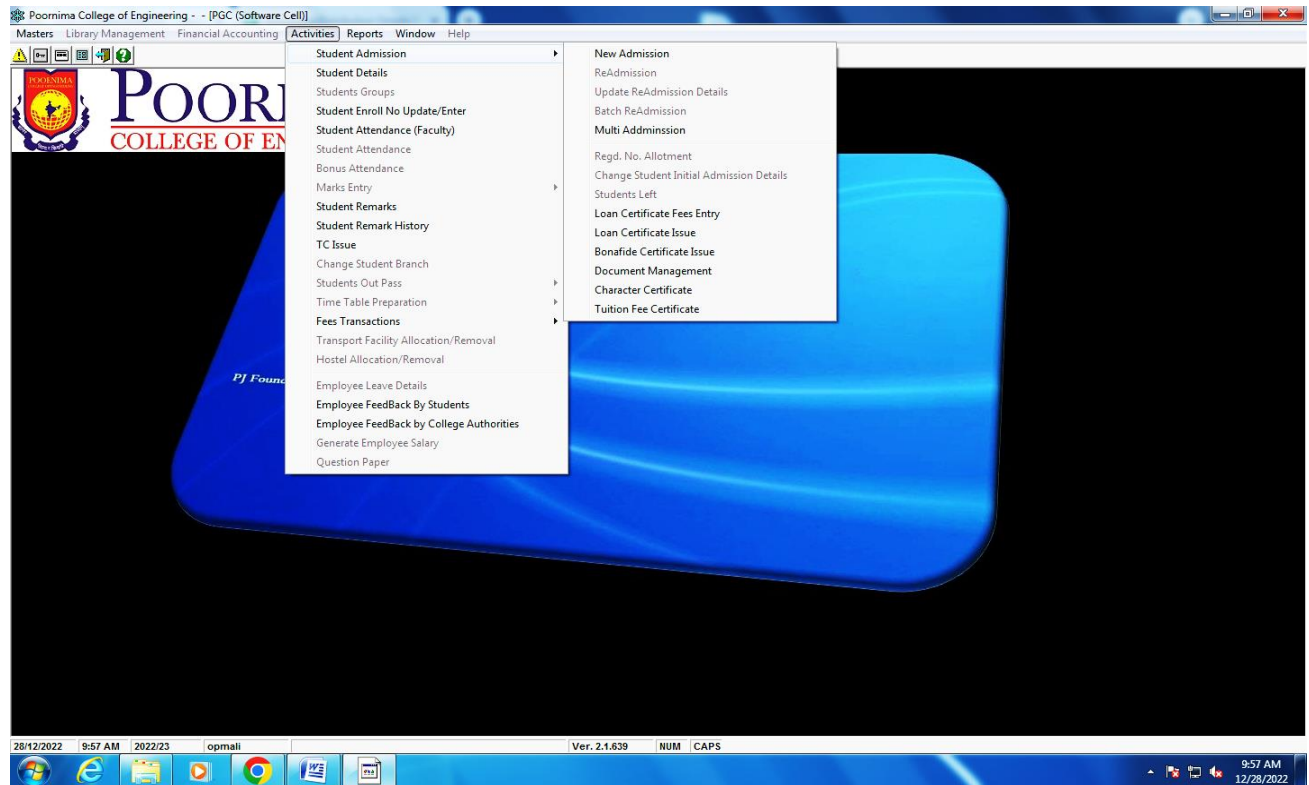 Poornima College of Engineering - - [PGC (Software Cell)]
Masters Library Management Financial Accounting Activities Reports Window Help
POORNIMA
POORI
COLLEGE OF EN
PJ Found
Student Admission
Student Details
Students Groups
Student Enroll No Update/Enter
Student Attendance (Faculty)
Student Attendance
Bonus Attendance
Marks Entry
Student Remarks
Student Remark History
TC Issue
Change Student Branch
Students Out Pass
Time Table Preparation
Fees Transactions
Transport Facility Allocation/Removal
Hostel Allocation/Removal
Employee Leave Details
Employee FeedBack By Students
Employee FeedBack by College Authorities
Generate Employee Salary
Question Paper
New Admission
ReAdmission
Update ReAdmission Details
Batch ReAdmission
Multi Addminssion
Regd. No. Allotment
Change Student Initial Admission Details
Students Left
Loan Certificate Fees Entry
Loan Certificate Issue
Bonafide Certificate Issue
Document Management
Character Certificate
Tuition Fee Certificate
28/12/2022 9:57 AM 2022/23 opmali Ver. 2.1.639 NUM CAPS
9:57 AM
12/28/2022